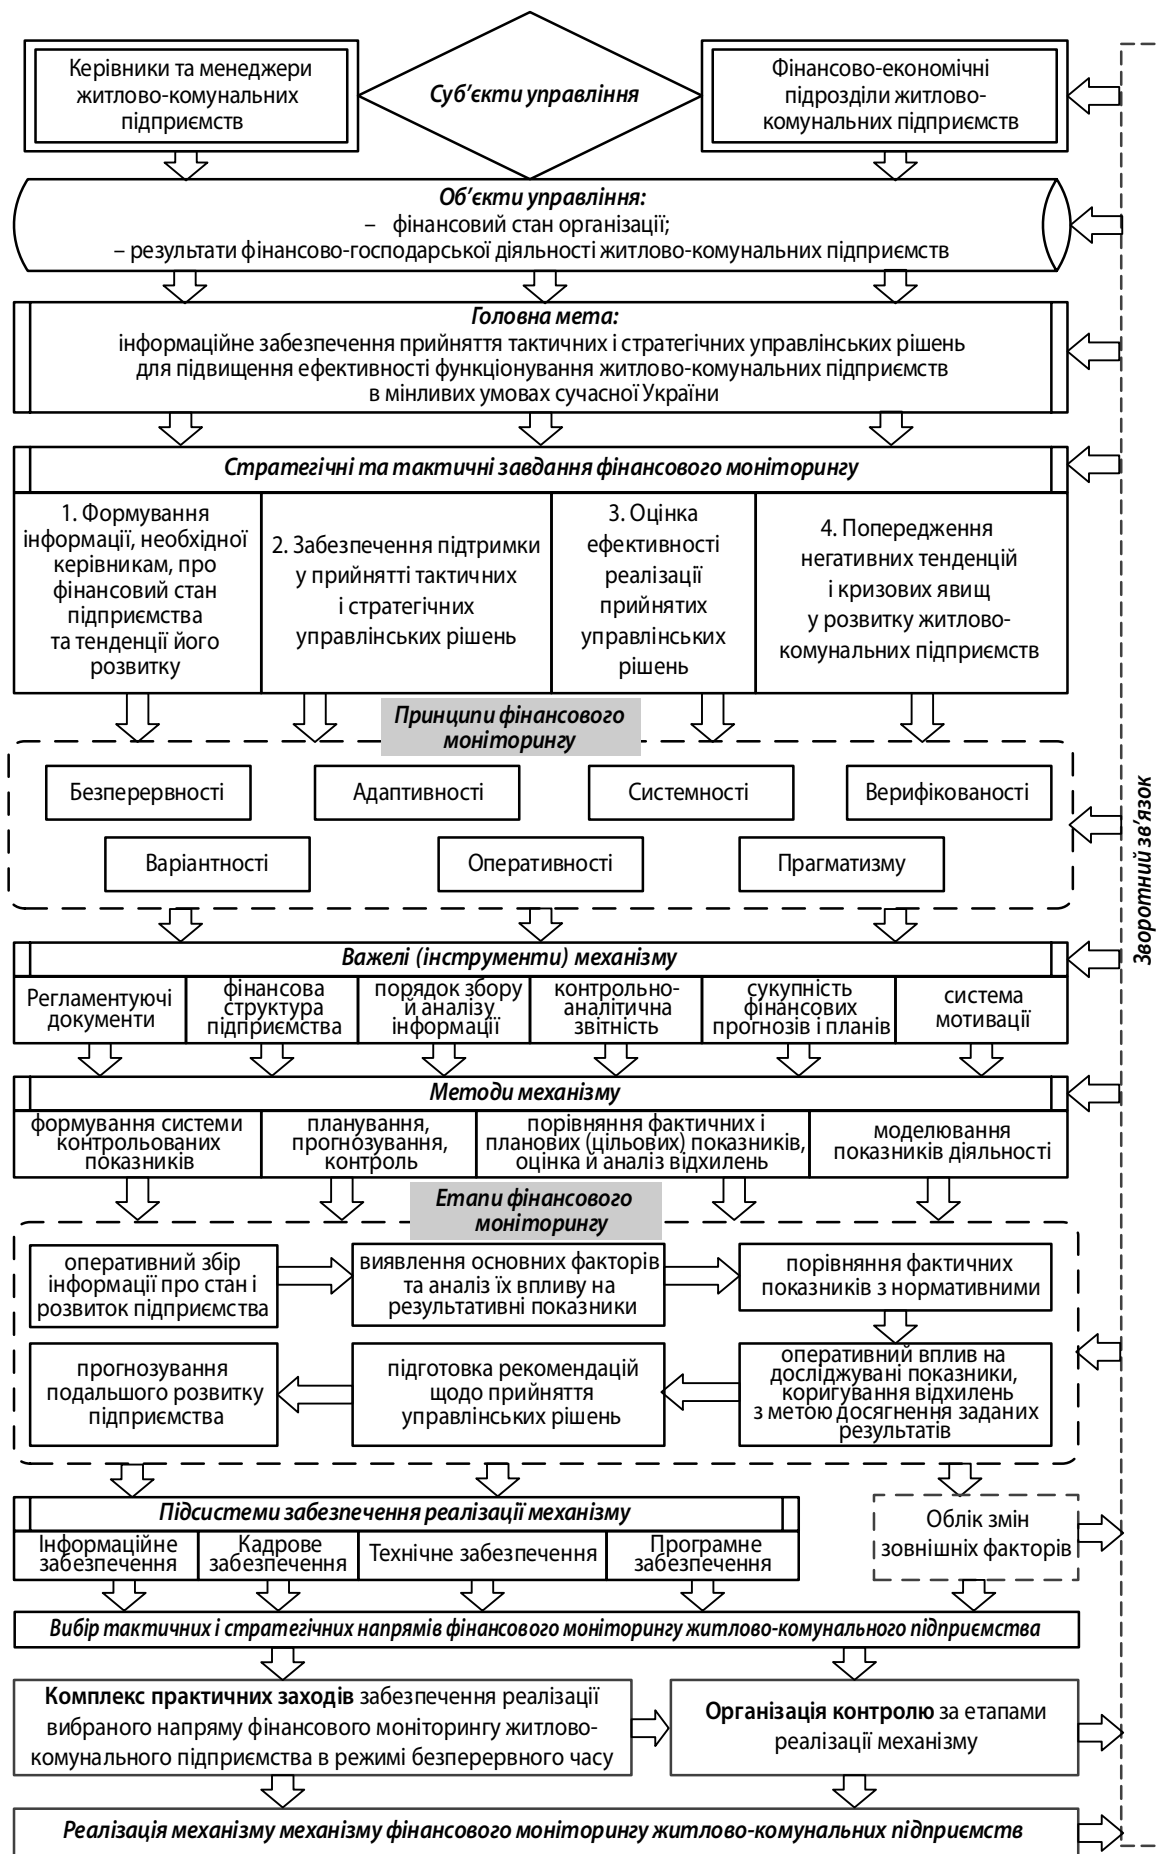 Керівники та менеджери
житлово-комунальних
підприємств
Суб’єкти управління
Фінансово-економічні
підрозділи житлово-
комунальних підприємств
Об’єкти управління:
– фінансовий стан організації;
– результати фінансово-господарської діяльності житлово-комунальних підприємств
Головна мета:
інформаційне забезпечення прийняття тактичних і стратегічних управлінських рішень
для підвищення ефективності функціонування житлово-комунальних підприємств
в мінливих умовах сучасної України
Стратегічні та тактичні завдання фінансового моніторингу
1. Формування
інформації, необхідної
керівникам, про
фінансовий стан
підприємства
та тенденції його
розвитку
2. Забезпечення підтримки
у прийнятті тактичних
і стратегічних
управлінських рішень
3. Оцінка
ефективності
реалізації
прийнятих
управлінських
рішень
4. Попередження
негативних тенденцій
і кризових явищ
у розвитку житлово-
комунальних підприємств
Принципи фінансового
моніторингу
Безперервності
Адаптивності
Системності
Верифікованості
Варіантності
Оперативності
Прагматизму
Важелі (інструменти) механізму
Регламентуючі
документи
фінансова
структура
підприємства
порядок збору
й аналізу
інформації
контрольно-
аналітична
звітність
сукупність
фінансових
прогнозів і планів
система
мотивації
Методи механізму
формування системи
контрольованих
показників
планування,
прогнозування,
контроль
порівняння фактичних і
планових (цільових) показників,
оцінка й аналіз відхилень
моделювання
показників діяльності
Етапи фінансового
моніторингу
оперативний збір
інформації про стан і
розвиток підприємства
виявлення основних факторів
та аналіз їх впливу на
результативні показники
порівняння фактичних
показників з нормативними
прогнозування
подальшого розвитку
підприємства
підготовка рекомендацій
щодо прийняття
управлінських рішень
оперативний вплив на
досліджувані показники,
коригування відхилень
з метою досягнення заданих
результатів
Підсистеми забезпечення реалізації механізму
Інформаційне
забезпечення
Кадрове
забезпечення
Технічне забезпечення
Програмне
забезпечення
Облік змін
зовнішніх факторів
Вибір тактичних і стратегічних напрямів фінансового моніторингу житлово-комунального підприємства
Комплекс практичних заходів забезпечення реалізації
вибраного напряму фінансового моніторингу житлово-
комунального підприємства в режимі безперервного часу
Організація контролю за етапами
реалізації механізму
Реалізація механізму механізму фінансового моніторингу житлово-комунальних підприємств
Зворотний зв’язок